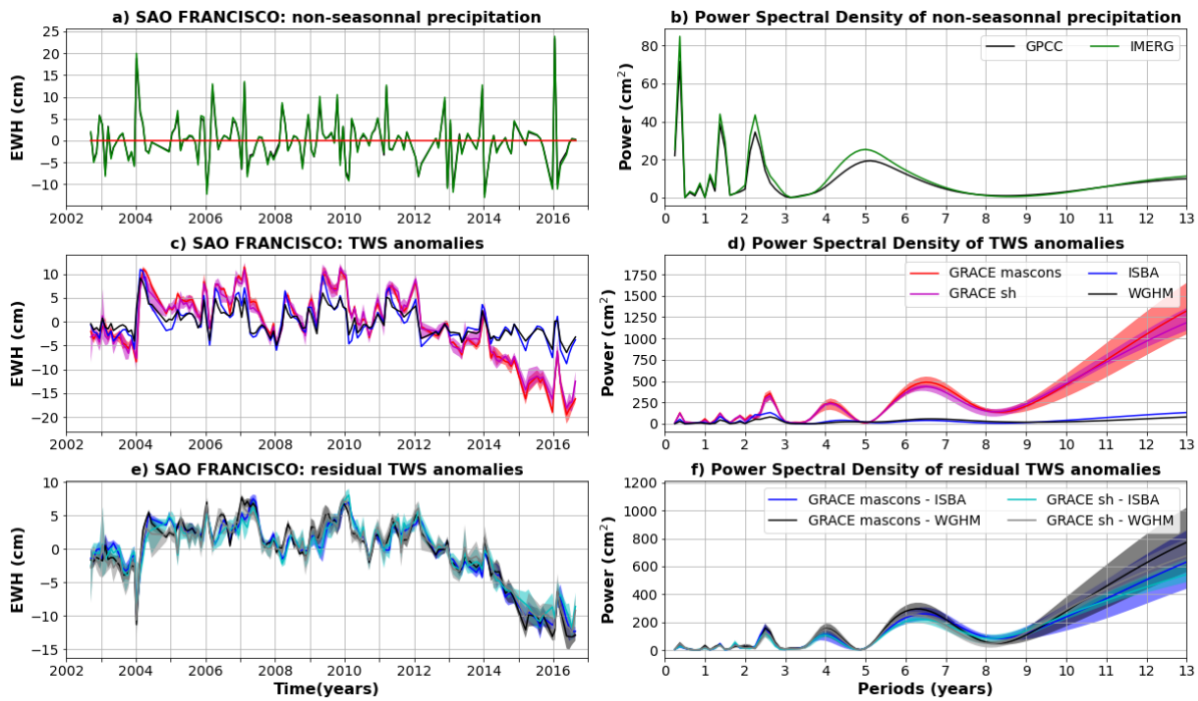 a) SAO FRANCISCO: non-seasonnal precipitation
EWH (cm)
25
20
15
10
5
0
−5
−10
2002 2004 2006 2008 2010 2012 2014 2016
b) Power Spectral Density of non-seasonnal precipitation
Power (cm²)
80
60
40
20
0
GPCC IMERG
0 1 2 3 4 5 6 7 8 9 10 11 12 13
c) SAO FRANCISCO: TWS anomalies
EWH (cm)
10
5
0
−5
−10
−15
−20
2002 2004 2006 2008 2010 2012 2014 2016
d) Power Spectral Density of TWS anomalies
Power (cm²)
1750
1500
1250
1000
750
500
250
0
GRACE mascons ISBA
GRACE sh WGHM
0 1 2 3 4 5 6 7 8 9 10 11 12 13
e) SAO FRANCISCO: residual TWS anomalies
EWH (cm)
10
5
0
−5
−10
−15
2002 2004 2006 2008 2010 2012 2014 2016
Time(years)
f) Power Spectral Density of residual TWS anomalies
Power (cm²)
1200
1000
800
600
400
200
0
GRACE mascons - ISBA GRACE sh - ISBA
GRACE mascons - WGHM GRACE sh - WGHM
0 1 2 3 4 5 6 7 8 9 10 11 12 13
Periods (years)